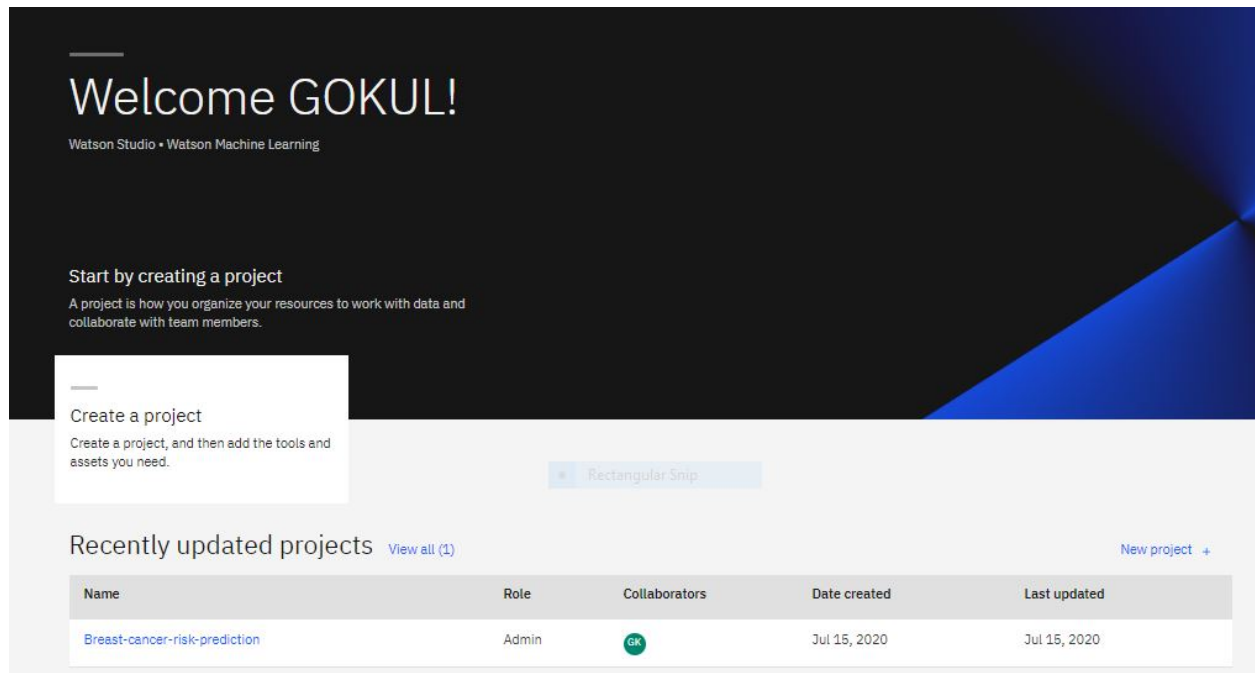 Welcome GOKUL!
Watson Studio • Watson Machine Learning
Start by creating a project
A project is how you organize your resources to work with data and
collaborate with team members.
Create a project
Create a project, and then add the tools and
assets you need.
Rectangular Snip
Recently updated projects View all (1) New project +
Name Role Collaborators Date created Last updated
Breast-cancer-risk-prediction Admin GK Jul 15, 2020 Jul 15, 2020